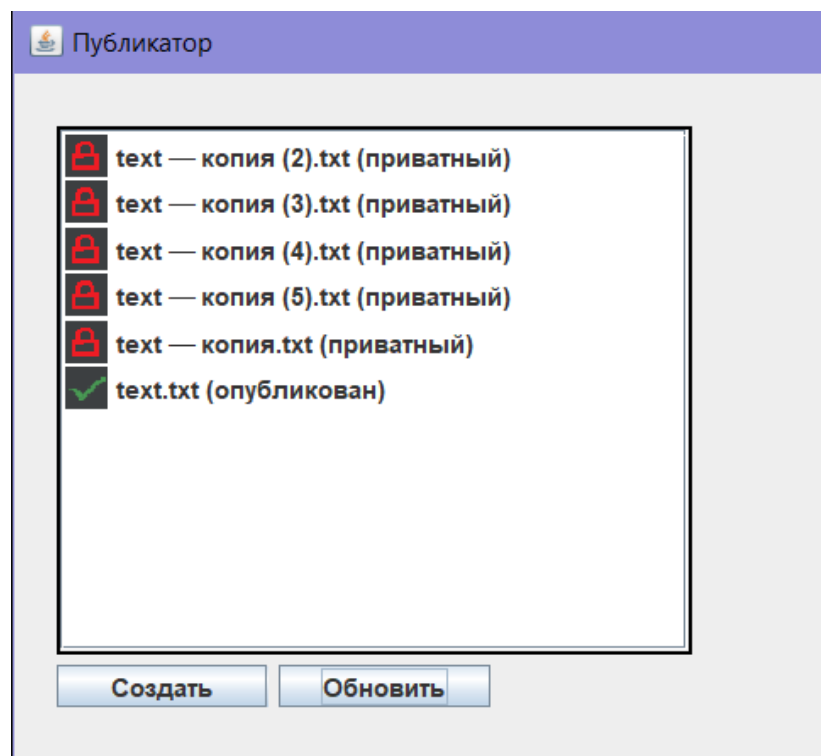 Публикатор
text — копия (2).txt (приватный)
text — копия (3).txt (приватный)
text — копия (4).txt (приватный)
text — копия (5).txt (приватный)
text — копия.txt (приватный)
text.txt (опубликован)
Создать Обновить